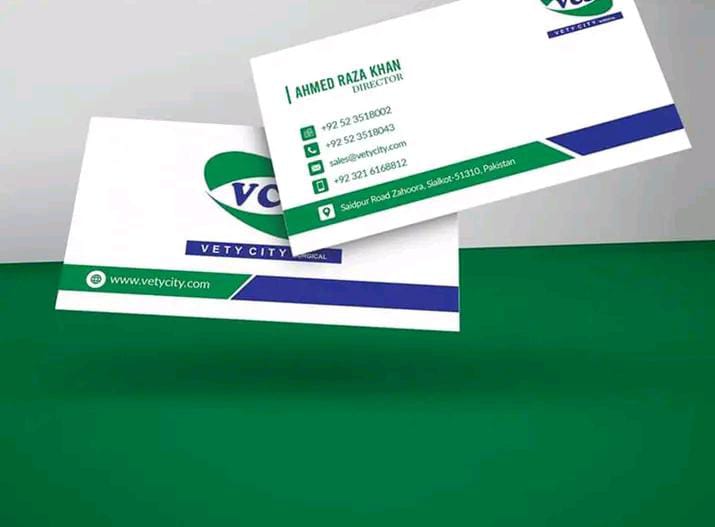 AHMED RAZA KHAN
DIRECTOR
+92 52 3518002
+92 52 3518043
sales@vetycity.com
+92 321 6168812
Saidpur Road Zahoora, Sialkot-51310, Pakistan
VETY CITY
VC
VETY CITY
www.vetycity.com